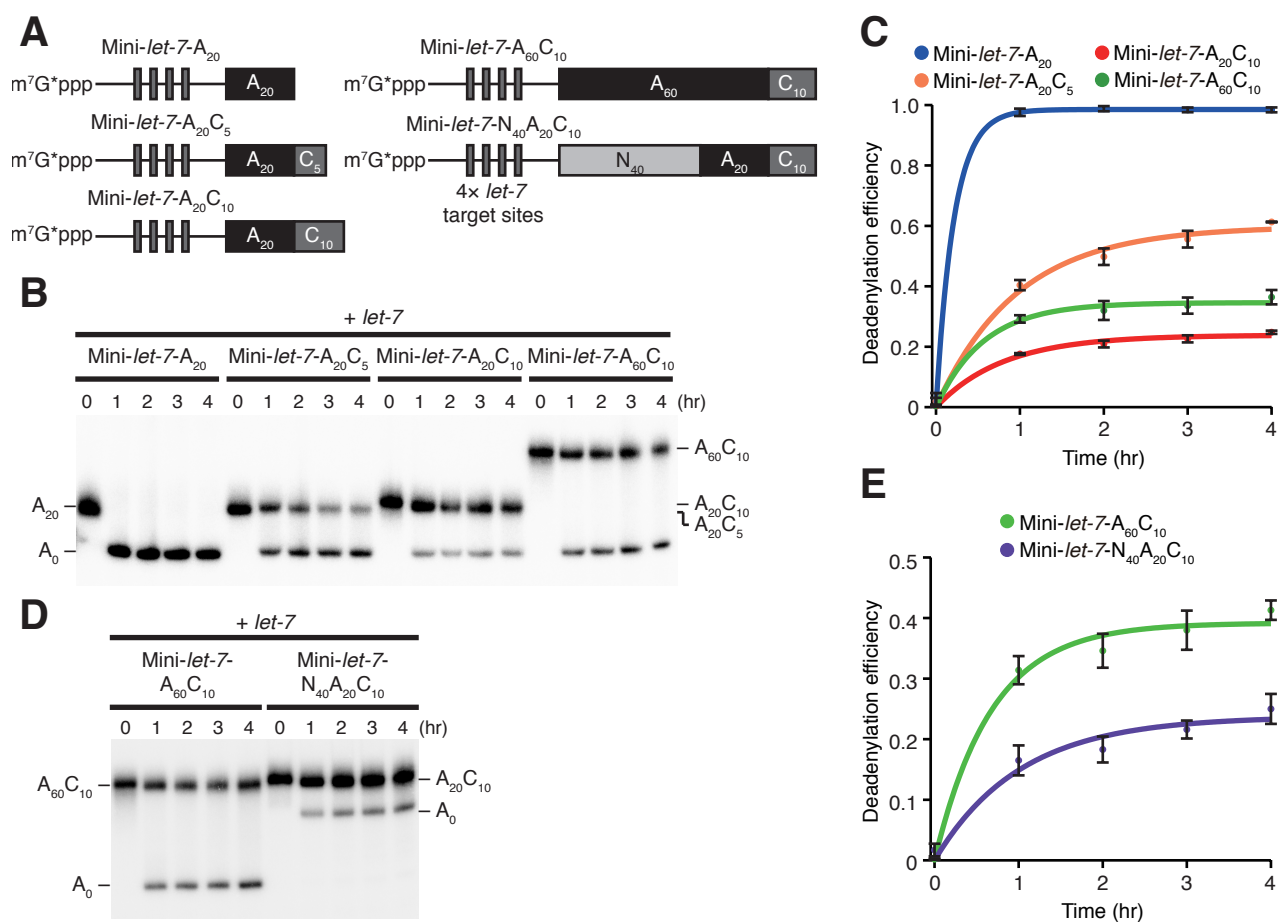 A
Mini-let-7-A20
m7G*ppp
A20
Mini-let-7-A20C5
m7G*ppp
A20
C5
Mini-let-7-A20C10
m7G*ppp
A20
C10
Mini-let-7-A60C10
m7G*ppp
A60
C10
Mini-let-7-N40A20C10
m7G*ppp
N40
A20
C10
4× let-7
target sites
B
+ let-7
Mini-let-7-A20 Mini-let-7-A20C5 Mini-let-7-A20C10 Mini-let-7-A60C10
0 1 2 3 4 0 1 2 3 4 0 1 2 3 4 0 1 2 3 4 (hr)
A20
A0
A60C10
A20C10
A20C5
C
Mini-let-7-A20
Mini-let-7-A20C10
Mini-let-7-A20C5
Mini-let-7-A60C10
Deadenylation efficiency
1.0
0.8
0.6
0.4
0.2
0
0 1 2 3 4
Time (hr)
D
+ let-7
Mini-let-7-
A60C10
Mini-let-7-
N40A20C10
0 1 2 3 4 0 1 2 3 4 (hr)
A60C10
A0
A20C10
A0
E
Mini-let-7-A60C10
Mini-let-7-N40A20C10
Deadenylation efficiency
0.5
0.4
0.3
0.2
0.1
0
0 1 2 3 4
Time (hr)